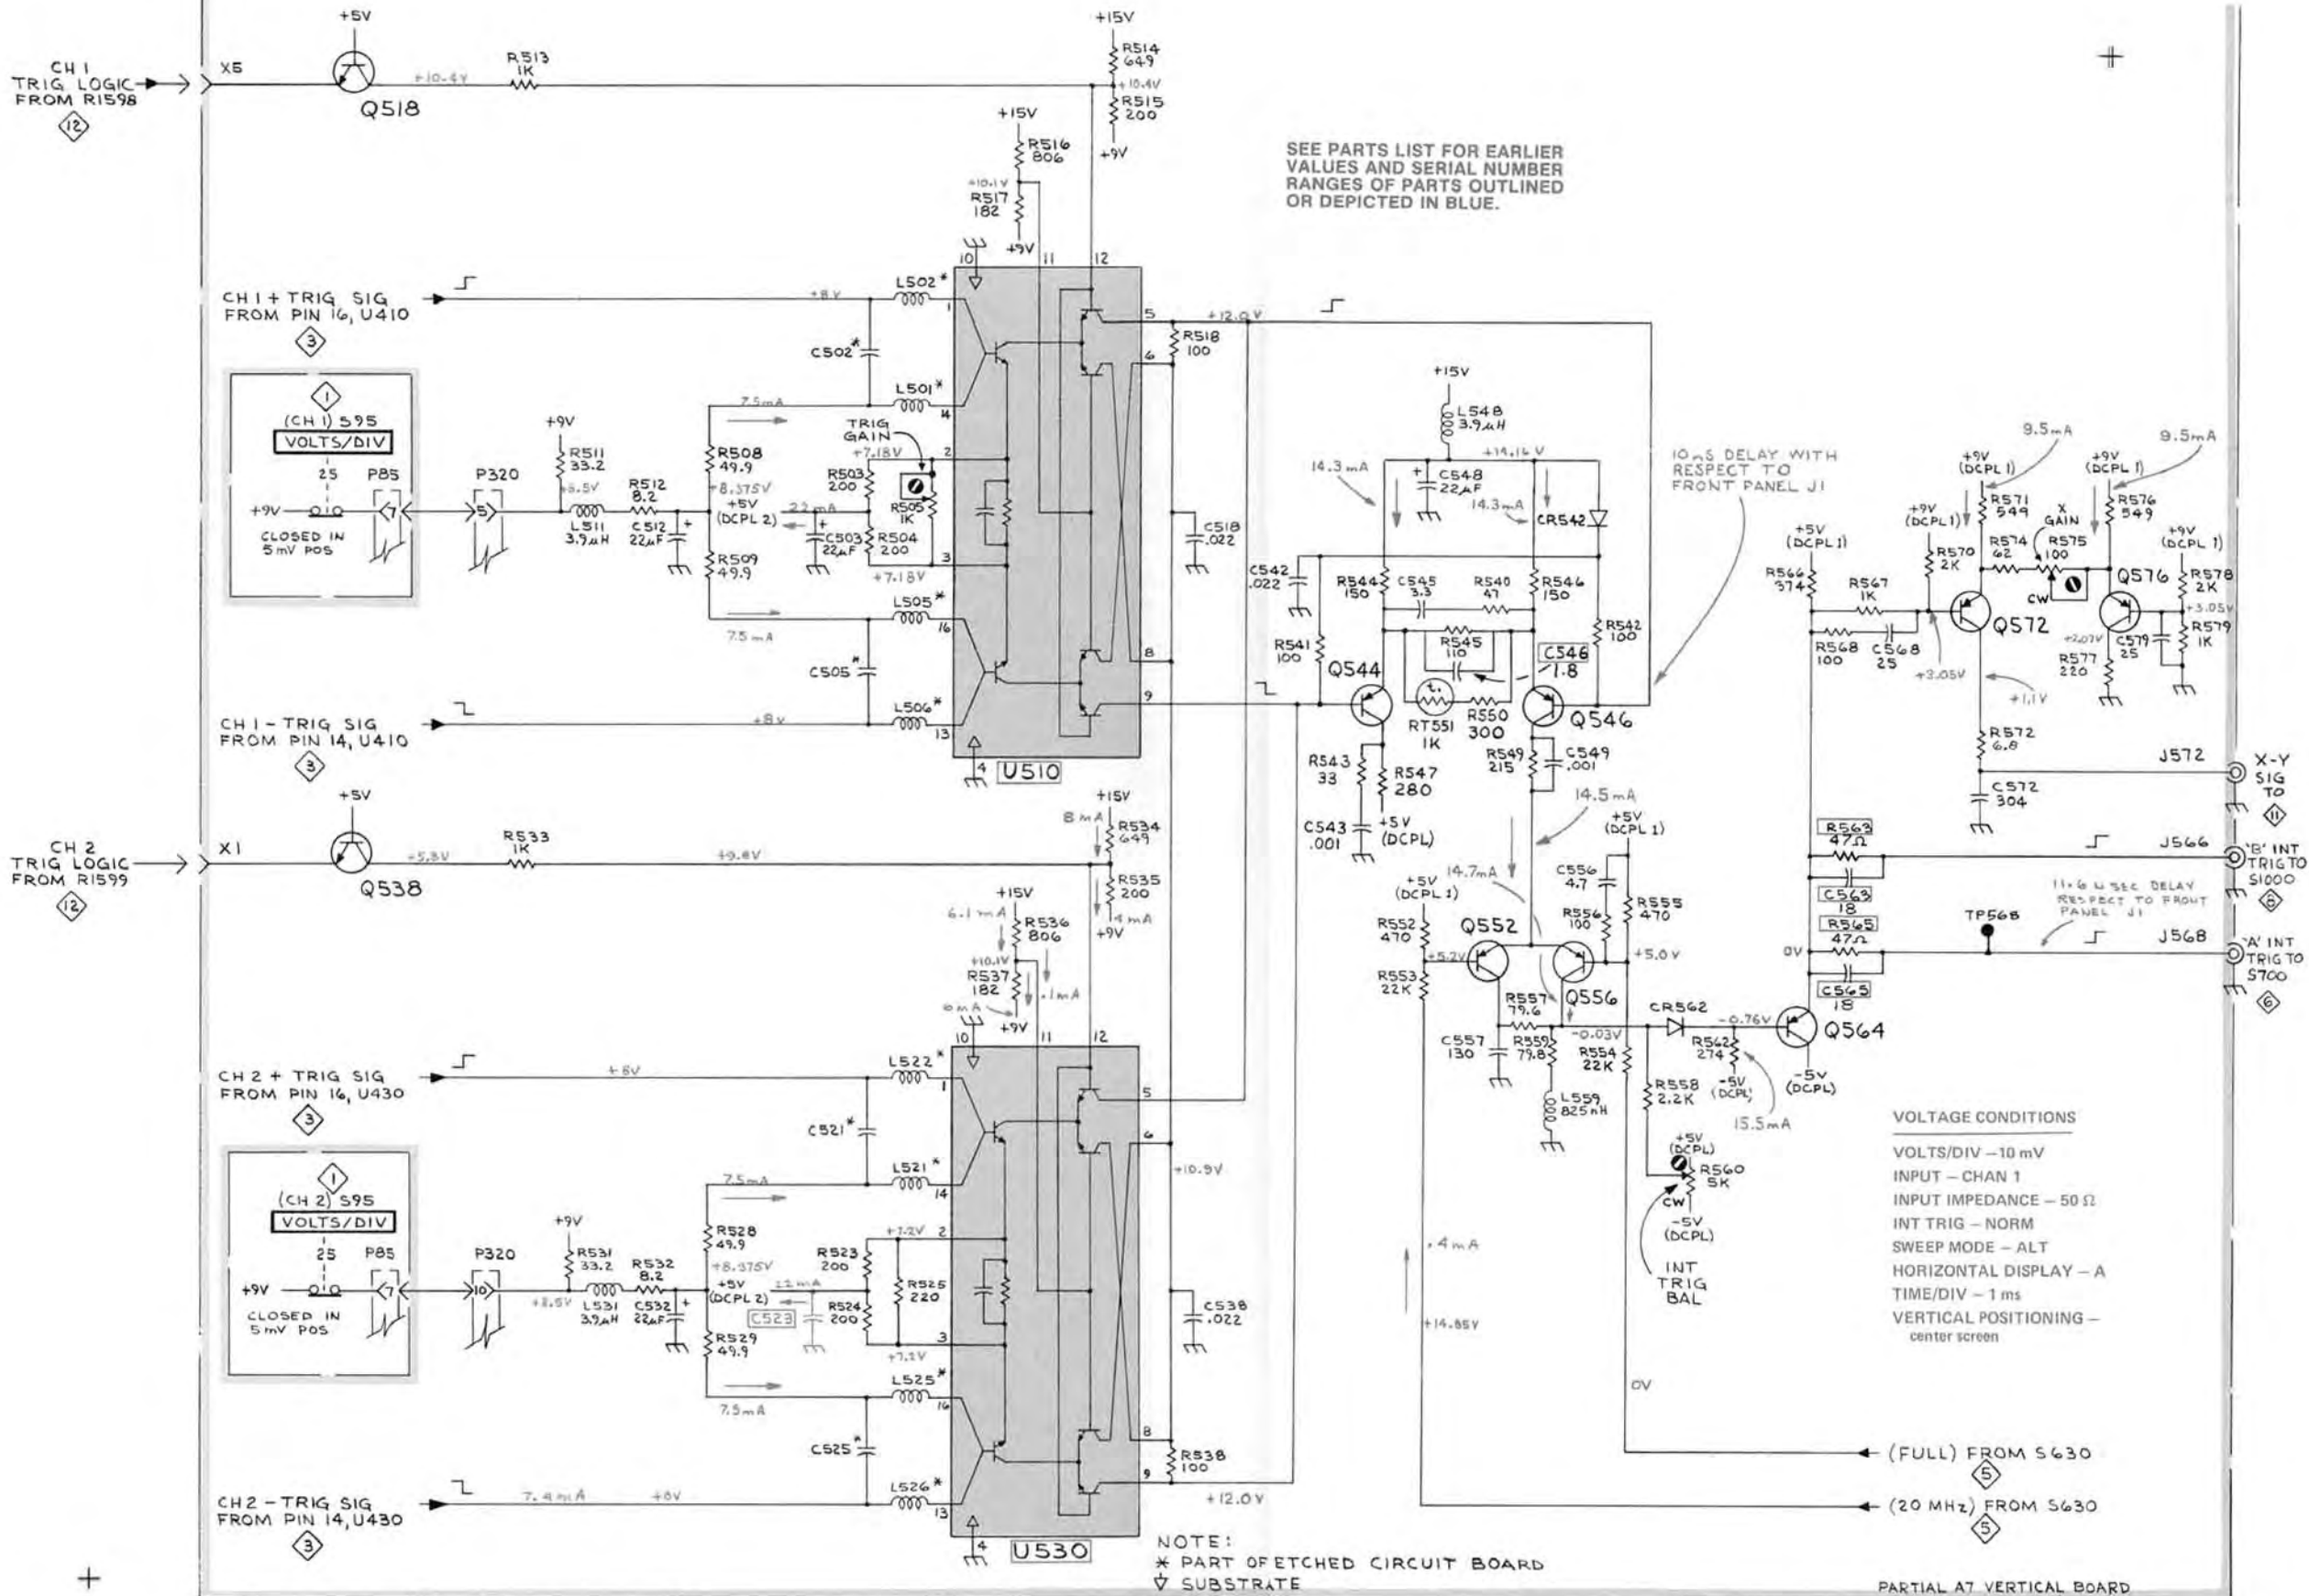 +5V
CH 1
TRIG LOGIC
FROM R1598
12
X5
Q518
+10.4V
R513
1K
+15V
R514
649
+10.4V
R515
200
+9V
+15V
R516
806
+10.1V
R517
182
+9V
SEE PARTS LIST FOR EARLIER
VALUES AND SERIAL NUMBER
RANGES OF PARTS OUTLINED
OR DEPICTED IN BLUE.
CH 1 + TRIG SIG
FROM PIN 16, U410
3
+8V
L502*
C502*
L501*
7.5mA
10
11
12
1
14
2
3
16
13
4
5
6
8
9
U510
1
(CH 1) S95
VOLTS/DIV
25
P85
+9V
7
CLOSED IN
5mV POS
P320
5
+9V
R511
33.2
+8.5V
L511
3.9µH
R512
8.2
C512
22µF
R508
49.9
+8.375V
+5V
(DCPL 2)
R509
49.9
22mA
C503
22µF
TRIG
GAIN
+7.18V
R503
200
R505
1K
R504
200
+7.18V
7.5mA
L505*
C505*
L506*
CH 1 - TRIG SIG
FROM PIN 14, U410
3
+8V
+12.0V
R518
100
C518
.022
+15V
L548
3.9µH
+14.16V
14.3mA
C548
22µF
14.3mA
CR542
C542
.022
R544
150
C545
3.3
R540
47
R546
150
R541
100
R545
110
C546
1.8
R542
100
Q544
RT551
1K
R550
300
Q546
R543
33
R547
280
R549
215
C549
.001
C543
.001
+5V
(DCPL)
14.5mA
10nS DELAY WITH
RESPECT TO
FRONT PANEL J1
9.5mA
9.5mA
+9V
(DCPL 1)
+9V
(DCPL 1)
R571
549
R576
549
+5V
(DCPL1)
+9V
(DCPL1)
X
GAIN
+9V
(DCPL 1)
R570
2K
R574
62
R575
100
R566
374
R567
1K
CW
Q576
R578
2K
+3.05V
R568
100
C568
25
Q572
+2.07V
C579
25
R579
1K
+3.05V
R577
220
+1.1V
R572
6.8
J572
C572
304
X-Y
SIG
TO
11
+5V
CH 2
TRIG LOGIC
FROM R1599
12
X1
Q538
+5.3V
R533
1K
+9.8V
+15V
8mA
R534
649
R535
200
4mA
+9V
+15V
6.1mA
R536
806
+10.1V
R537
182
.1mA
6mA
+9V
R563
47Ω
C563
18
J566
'B' INT
TRIG TO
S1000
8
R565
47Ω
C565
18
0V
TP568
11.6 N SEC DELAY
RESPECT TO FRONT
PANEL J1
J568
'A' INT
TRIG TO
S700
6
+5V
(DCPL 1)
14.7mA
C556
4.7
+5V
(DCPL 1)
R555
470
R552
470
Q552
R556
100
+5.2V
+5.0V
R553
22K
R557
79.6
Q556
C557
130
R559
79.8
-0.03V
R554
22K
CR562
-0.76V
R562
274
-5V
(DCPL)
Q564
-5V
(DCPL)
L559
825nH
R558
2.2K
15.5mA
+5V
(DCPL)
R560
5K
CW
-5V
(DCPL)
INT
TRIG
BAL
.4mA
+14.85V
0V
CH 2 + TRIG SIG
FROM PIN 16, U430
3
+8V
L522*
C521*
L521*
7.5mA
10
11
12
1
14
2
3
16
13
4
5
6
8
9
U530
1
(CH 2) S95
VOLTS/DIV
25
P85
+9V
7
CLOSED IN
5mV POS
P320
10
+9V
R531
33.2
+8.5V
L531
3.9µH
R532
8.2
C532
22µF
R528
49.9
+8.375V
+5V
(DCPL 2)
R529
49.9
22mA
C523
R523
200
R524
200
+7.2V
R525
220
+7.2V
7.5mA
L525*
C525*
L526*
CH 2 - TRIG SIG
FROM PIN 14, U430
3
7.4mA
+8V
+10.9V
C538
.022
R538
100
+12.0V
VOLTAGE CONDITIONS
VOLTS/DIV – 10 mV
INPUT – CHAN 1
INPUT IMPEDANCE – 50 Ω
INT TRIG – NORM
SWEEP MODE – ALT
HORIZONTAL DISPLAY – A
TIME/DIV – 1 ms
VERTICAL POSITIONING –
center screen
(FULL) FROM S630
5
(20 MHz) FROM S630
5
NOTE:
* PART OF ETCHED CIRCUIT BOARD
SUBSTRATE
PARTIAL A7 VERTICAL BOARD